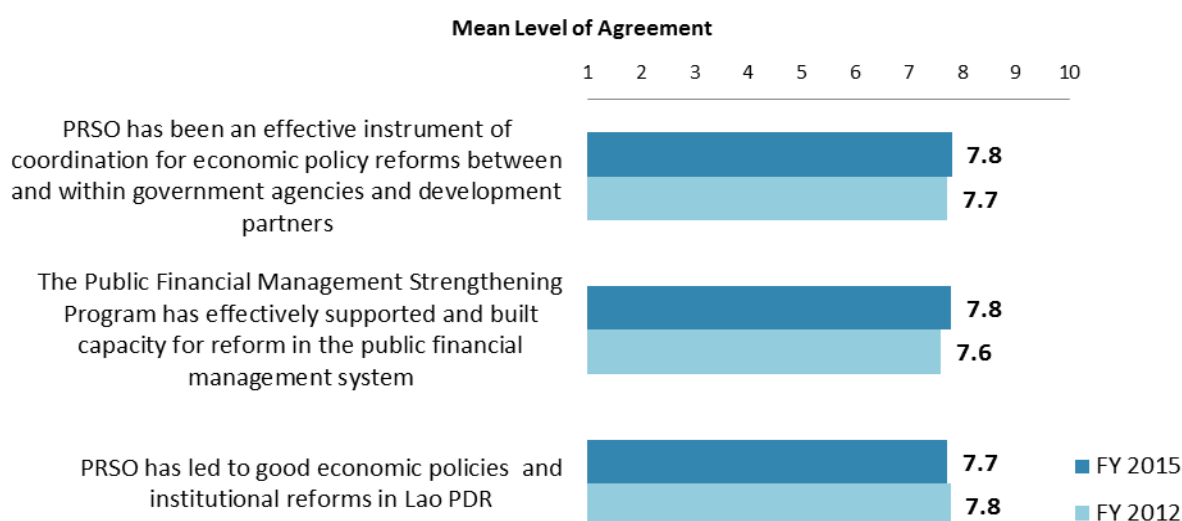 Mean Level of Agreement
1 2 3 4 5 6 7 8 9 10
PRSO has been an effective instrument of
coordination for economic policy reforms between
and within government agencies and development
partners
7.8
7.7
The Public Financial Management Strengthening
Program has effectively supported and built
capacity for reform in the public financial
management system
7.8
7.6
PRSO has led to good economic policies and
institutional reforms in Lao PDR
7.7
7.8
FY 2015
FY 2012